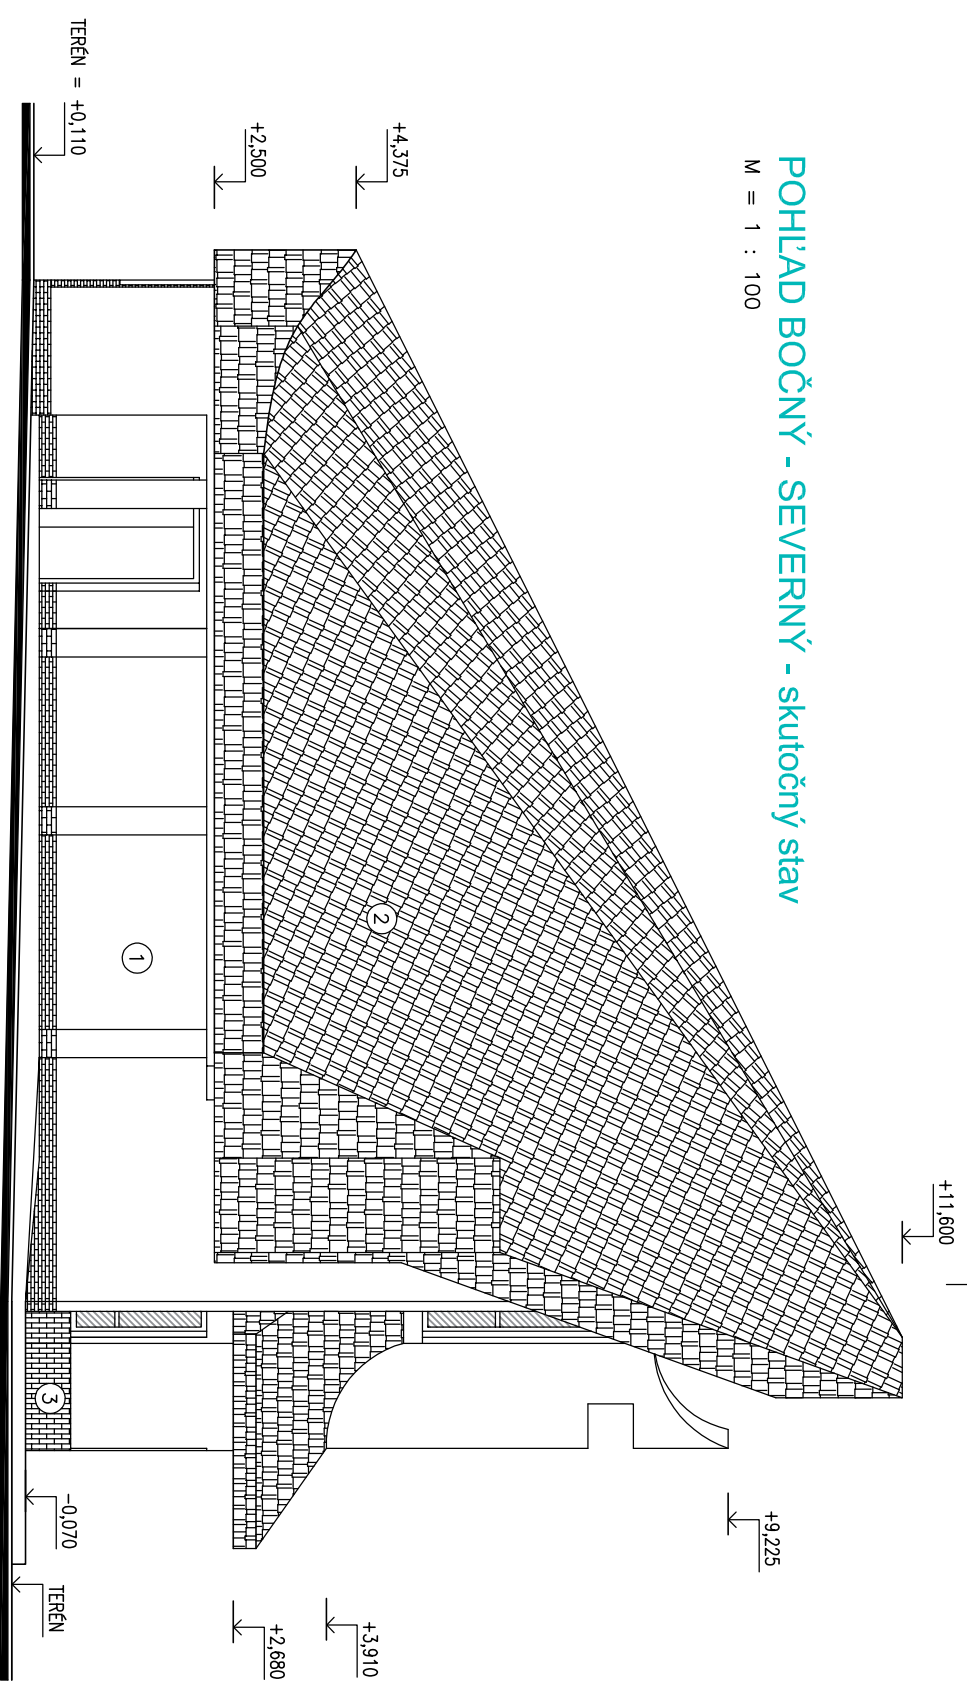 POHĽAD BOČNÝ - SEVERNÝ - skutočný stav
M = 1 : 100
+11,600
+9,225
+4,375
+3,910
+2,500
+2,680
TERÉN = +0,110
-0,070
TERÉN
1
2
3